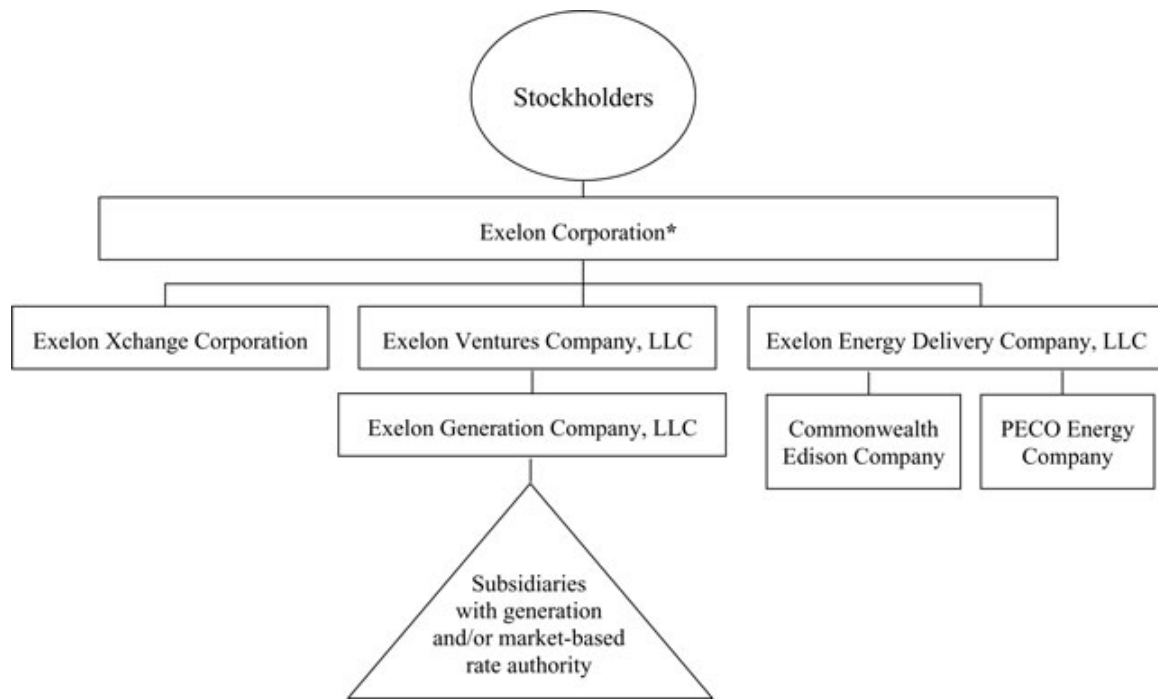 Stockholders
Exelon Corporation*
Exelon Xchange Corporation
Exelon Ventures Company, LLC
Exelon Energy Delivery Company, LLC
Exelon Generation Company, LLC
Commonwealth
Edison Company
PECO Energy
Company
Subsidiaries
with generation
and/or market-based
rate authority